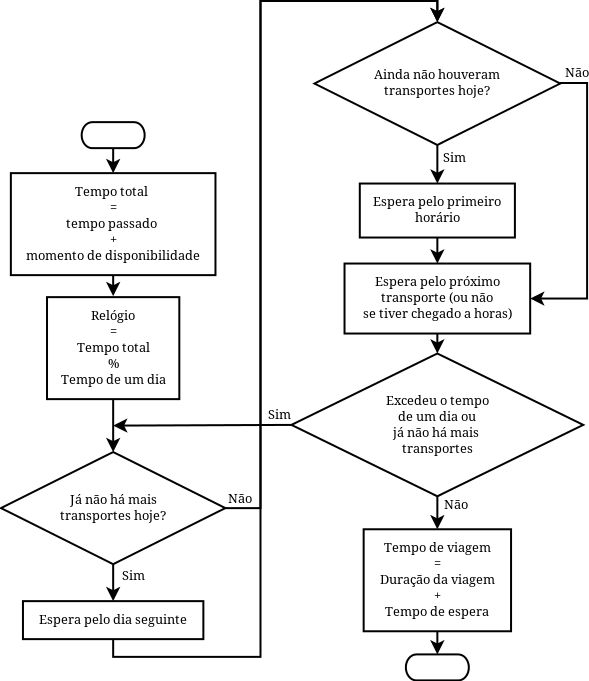 Tempo total
=
tempo passado
+
momento de disponibilidade
Relógio
=
Tempo total
%
Tempo de um dia
Já não há mais
transportes hoje?
Não
Sim
Espera pelo dia seguinte
Ainda não houveram
transportes hoje?
Não
Sim
Espera pelo primeiro
horário
Espera pelo próximo
transporte (ou não
se tiver chegado a horas)
Excedeu o tempo
de um dia ou
já não há mais
transportes
Sim
Não
Tempo de viagem
=
Duração da viagem
+
Tempo de espera